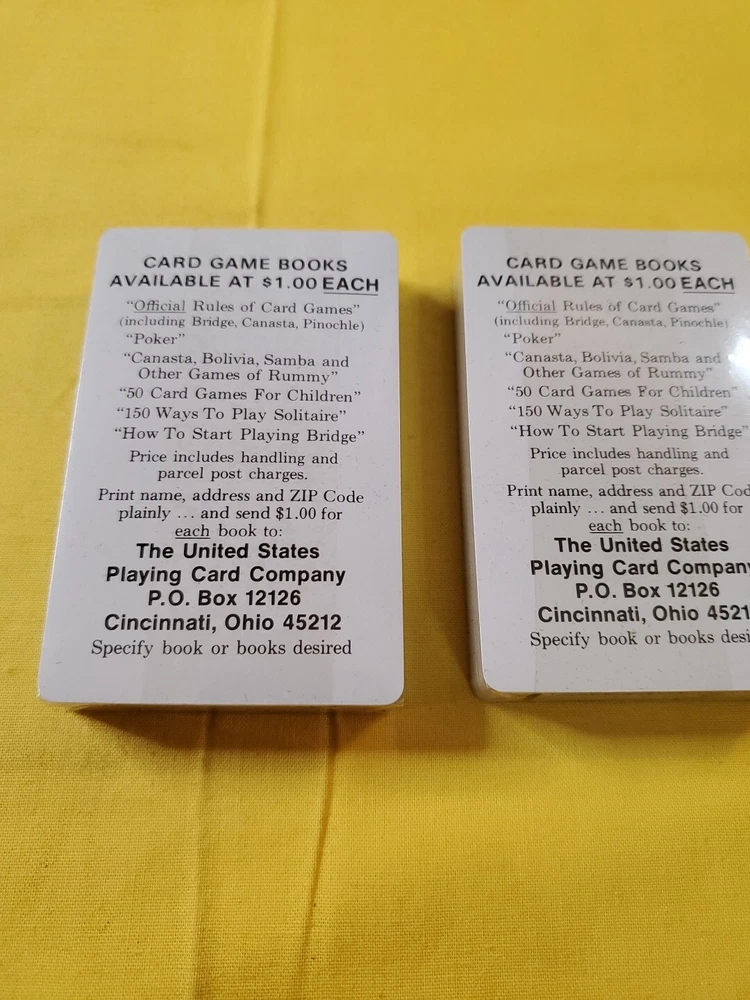 CARD GAME BOOKS
AVAILABLE AT $1.00 EACH
“Official Rules of Card Games”
(including Bridge, Canasta, Pinochle)
“Poker”
“Canasta, Bolivia, Samba and
Other Games of Rummy”
“50 Card Games For Children”
“150 Ways To Play Solitaire”
“How To Start Playing Bridge”
Price includes handling and
parcel post charges.
Print name, address and ZIP Code
plainly ... and send $1.00 for
each book to:
The United States
Playing Card Company
P.O. Box 12126
Cincinnati, Ohio 45212
Specify book or books desired
CARD GAME BOOKS
AVAILABLE AT $1.00 EACH
“Official Rules of Card Games”
(including Bridge, Canasta, Pinochle)
“Poker”
“Canasta, Bolivia, Samba and
Other Games of Rummy”
“50 Card Games For Children”
“150 Ways To Play Solitaire”
“How To Start Playing Bridge”
Price includes handling and
parcel post charges.
Print name, address and ZIP Cod
plainly ... and send $1.00 for
each book to:
The United States
Playing Card Company
P.O. Box 12126
Cincinnati, Ohio 4521
Specify book or books desi